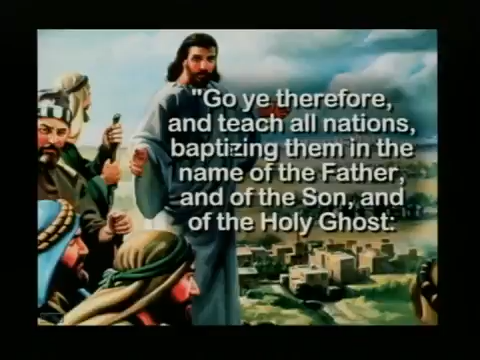 "Go ye therefore,
and teach all nations,
baptizing them in the
name of the Father,
and of the Son, and
of the Holy Ghost: